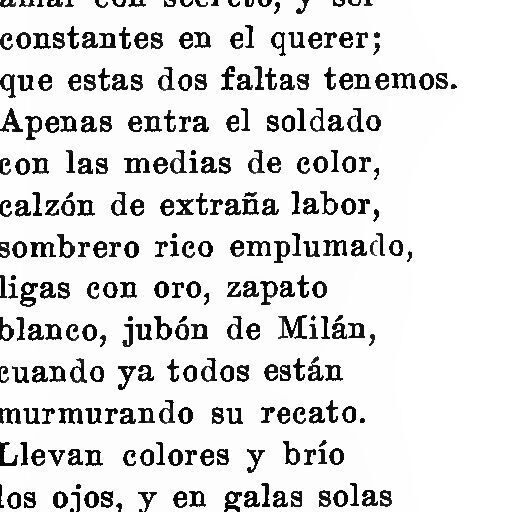 amar con secreto, y ser
constantes en el querer;
que estas dos faltas tenemos.
Apenas entra el soldado
con las medias de color,
calzón de extraña labor,
sombrero rico emplumado,
ligas con oro, zapato
blanco, jubón de Milán,
cuando ya todos están
murmurando su recato.
Llevan colores y brío
los ojos, y en galas solas